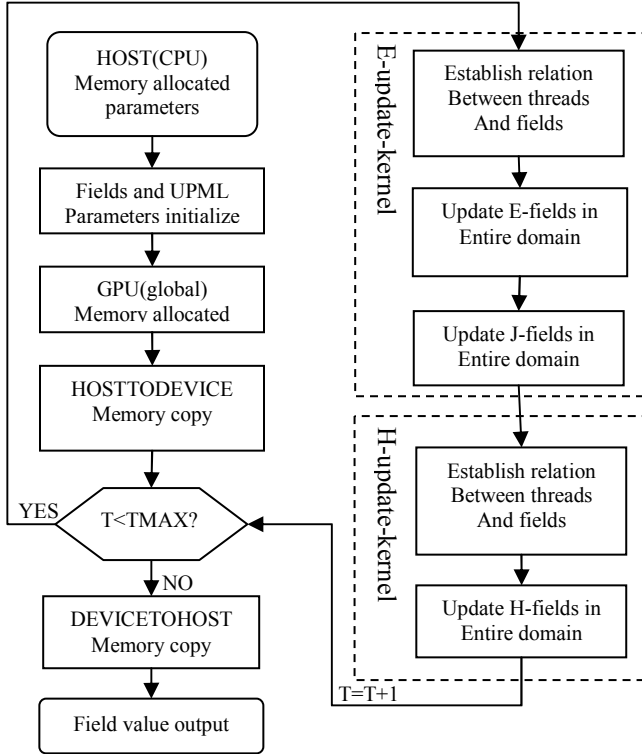 HOST(CPU)
Memory allocated
parameters
Fields and UPML
Parameters initialize
GPU(global)
Memory allocated
HOSTTODEVICE
Memory copy
YES
T<TMAX?
NO
DEVICETOHOST
Memory copy
Field value output
E-update-kernel
Establish relation
Between threads
And fields
Update E-fields in
Entire domain
Update J-fields in
Entire domain
H-update-kernel
Establish relation
Between threads
And fields
Update H-fields in
Entire domain
T=T+1